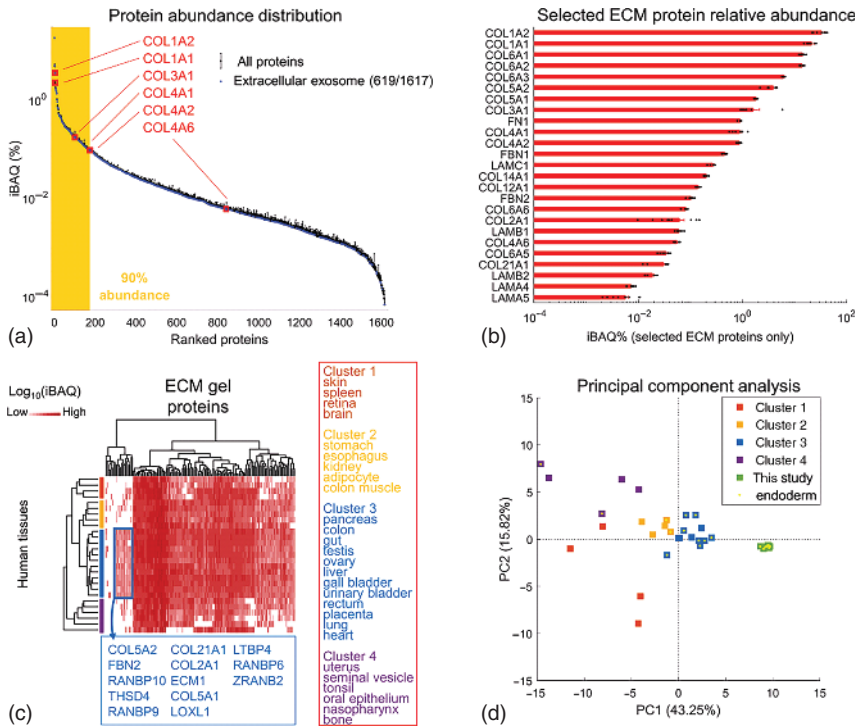 Protein abundance distribution
COL1A2
COL1A1
COL3A1
COL4A1
COL4A2
COL4A6
All proteins
Extracellular exosome (619/1617)
iBAQ (%)
10^0
10^−2
10^−4
90%
abundance
0 200 400 600 800 1000 1200 1400 1600
Ranked proteins
(a)
Selected ECM protein relative abundance
COL1A2
COL1A1
COL6A1
COL6A2
COL6A3
COL5A2
COL5A1
COL3A1
FN1
COL4A1
COL4A2
FBN1
LAMC1
COL14A1
COL12A1
FBN2
COL6A6
COL2A1
LAMB1
COL4A6
COL6A5
COL21A1
LAMB2
LAMA4
LAMA5
10^−4 10^−2 10^0 10^2
iBAQ% (selected ECM proteins only)
(b)
Log10(iBAQ)
Low High
ECM gel
proteins
Human tissues
COL5A2 COL21A1 LTBP4
FBN2 COL2A1 RANBP6
RANBP10 ECM1 ZRANB2
THSD4 COL5A1
RANBP9 LOXL1
(c)
Cluster 1
skin
spleen
retina
brain
Cluster 2
stomach
esophagus
kidney
adipocyte
colon muscle
Cluster 3
pancreas
colon
gut
testis
ovary
liver
gall bladder
urinary bladder
rectum
placenta
lung
heart
Cluster 4
uterus
seminal vesicle
tonsil
oral epithelium
nasopharynx
bone
Principal component analysis
Cluster 1
Cluster 2
Cluster 3
Cluster 4
This study
endoderm
PC2 (15.82%)
15
10
5
0
−5
−10
−15
−15 −10 −5 0 5 10 15
PC1 (43.25%)
(d)